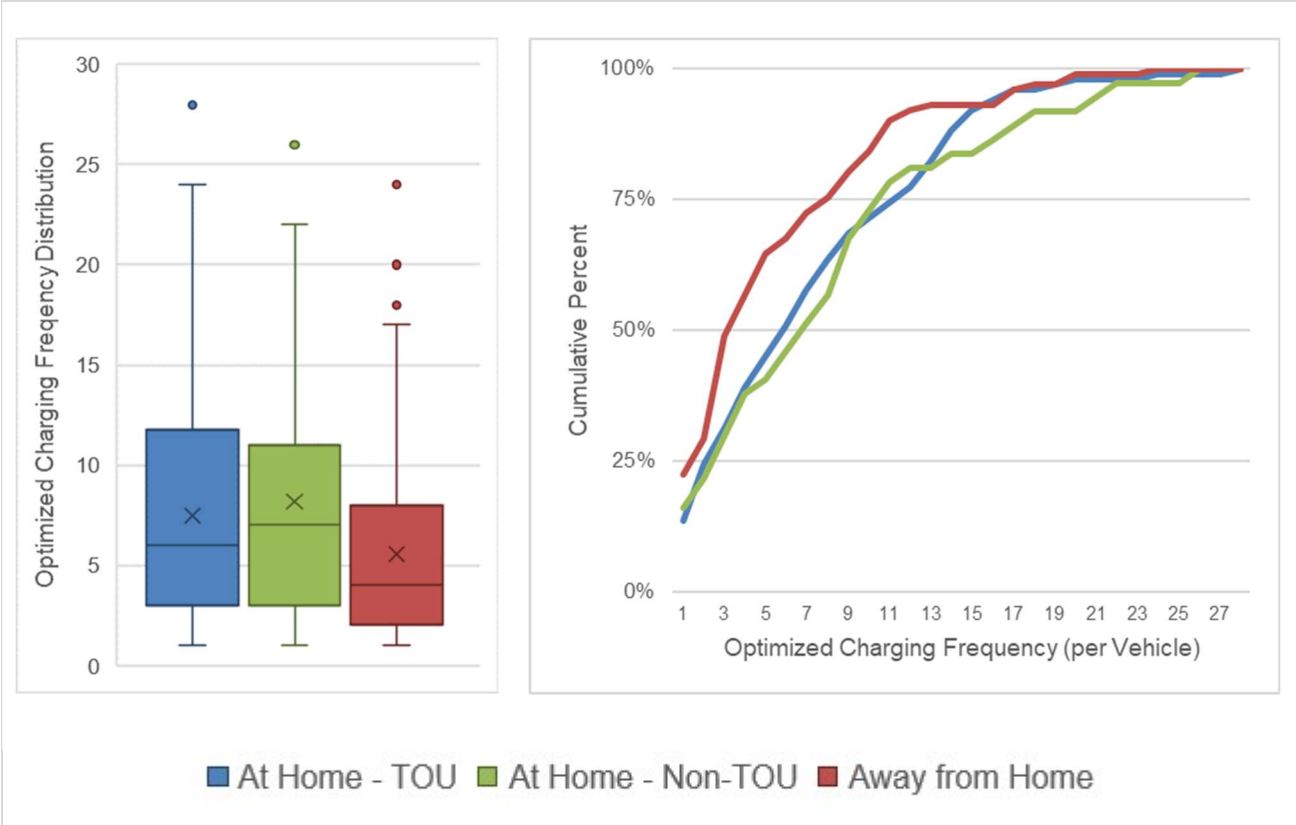 Optimized Charging Freqency Distribution
30
25
20
15
10
5
0
Cumulative Percent
100%
75%
50%
25%
0%
1 3 5 7 9 11 13 15 17 19 21 23 25 27
Optimized Charging Frequency (per Vehicle)
At Home - TOU At Home - Non-TOU Away from Home